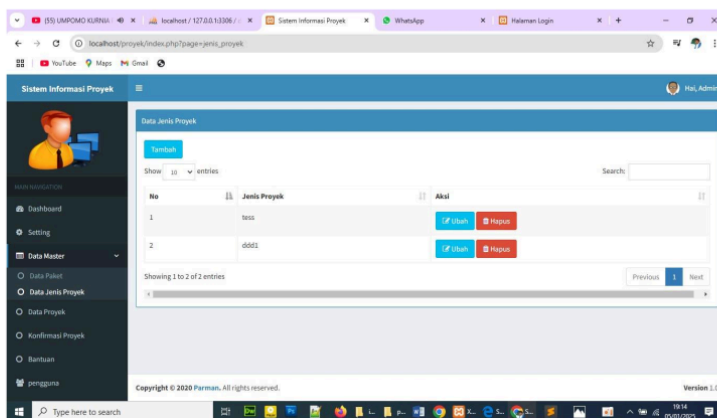 (55) UMPOMO KURNIA
localhost / 127.0.0.1:3306 /
Sistem Informasi Proyek
WhatsApp
Halaman Login
localhost/proyek/index.php?page=jenis_proyek
YouTube
Maps
Gmail
Sistem Informasi Proyek
Hai, Admin
Data Jenis Proyek
Tambah
Show 10 entries
Search:
MAIN NAVIGATION
No Jenis Proyek Aksi
Dashboard
1 tess Ubah Hapus
Setting
2 ddd1 Ubah Hapus
Data Master
Data Paket
Showing 1 to 2 of 2 entries
Previous 1 Next
Data Jenis Proyek
Data Proyek
Konfirmasi Proyek
Bantuan
pengguna
Copyright © 2020 Parman. All rights reserved.
Version 1.0
Type here to search
19:14
05/01/2025